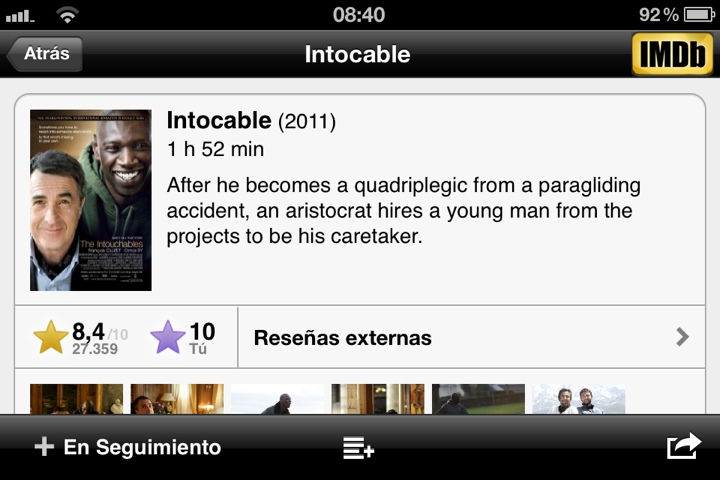 08:40
92 %
Atrás
Intocable
IMDb
Intocable (2011)
1 h 52 min
After he becomes a quadriplegic from a paragliding
accident, an aristocrat hires a young man from the
projects to be his caretaker.
The Intouchables
8,4/10
27.359
10
Tú
Reseñas externas
En Seguimiento